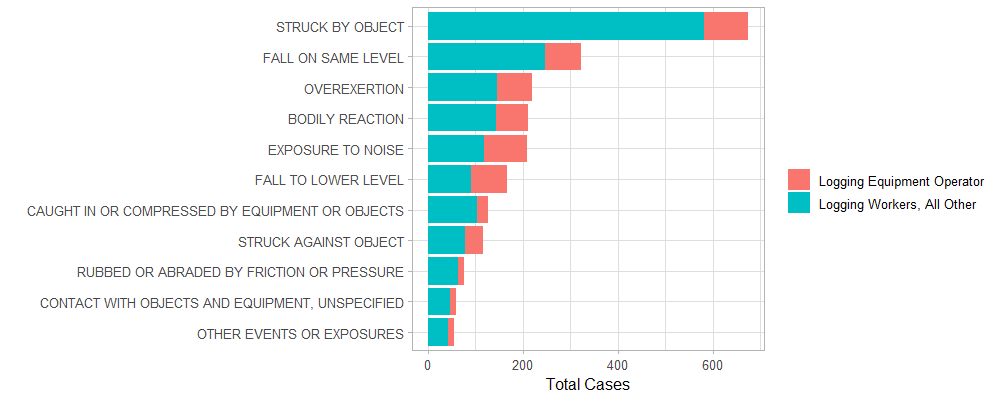 STRUCK BY OBJECT
FALL ON SAME LEVEL
OVEREXERTION
BODILY REACTION
EXPOSURE TO NOISE
FALL TO LOWER LEVEL
CAUGHT IN OR COMPRESSED BY EQUIPMENT OR OBJECTS
STRUCK AGAINST OBJECT
RUBBED OR ABRADED BY FRICTION OR PRESSURE
CONTACT WITH OBJECTS AND EQUIPMENT, UNSPECIFIED
OTHER EVENTS OR EXPOSURES
0 200 400 600
Total Cases
Logging Equipment Operator
Logging Workers, All Other